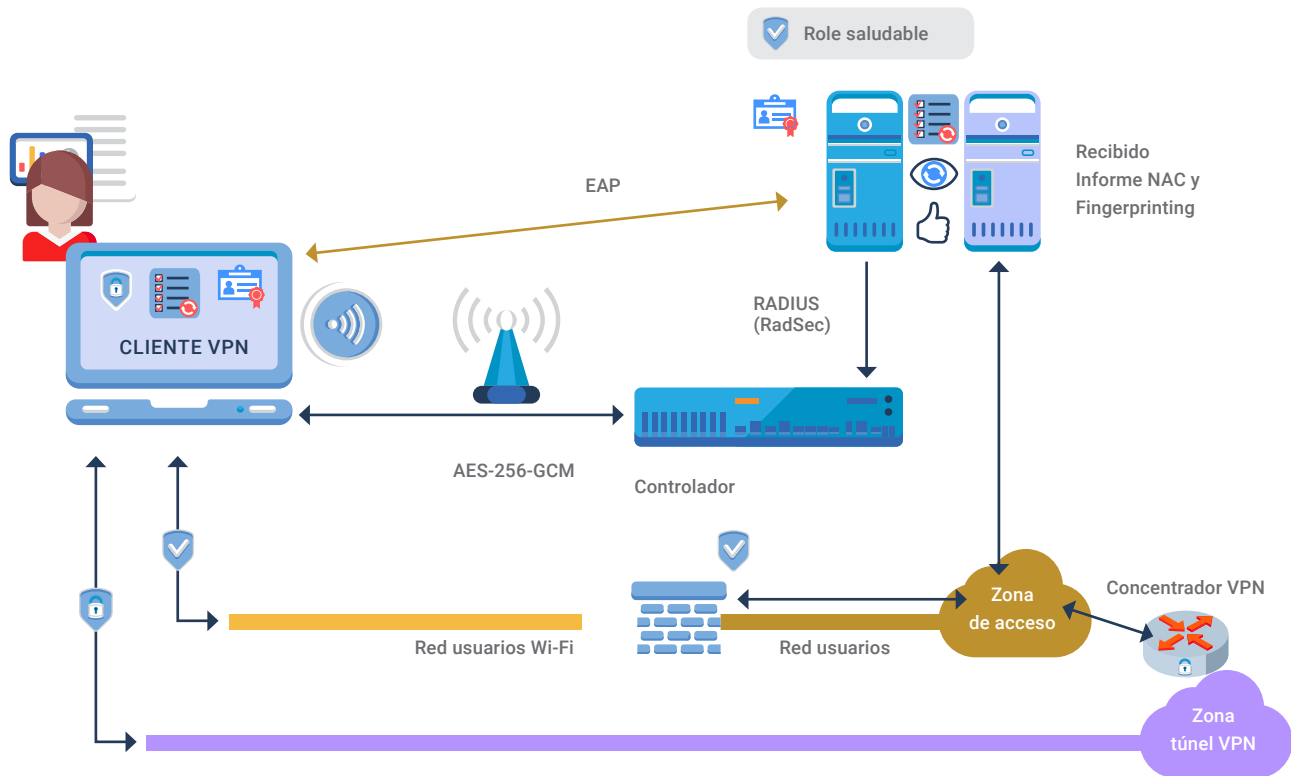 Role saludable
Recibido
Informe NAC y
Fingerprinting
EAP
RADIUS
(RadSec)
CLIENTE VPN
AES-256-GCM
Controlador
Concentrador VPN
Zona
de acceso
Red usuarios Wi-Fi
Red usuarios
Zona
túnel VPN